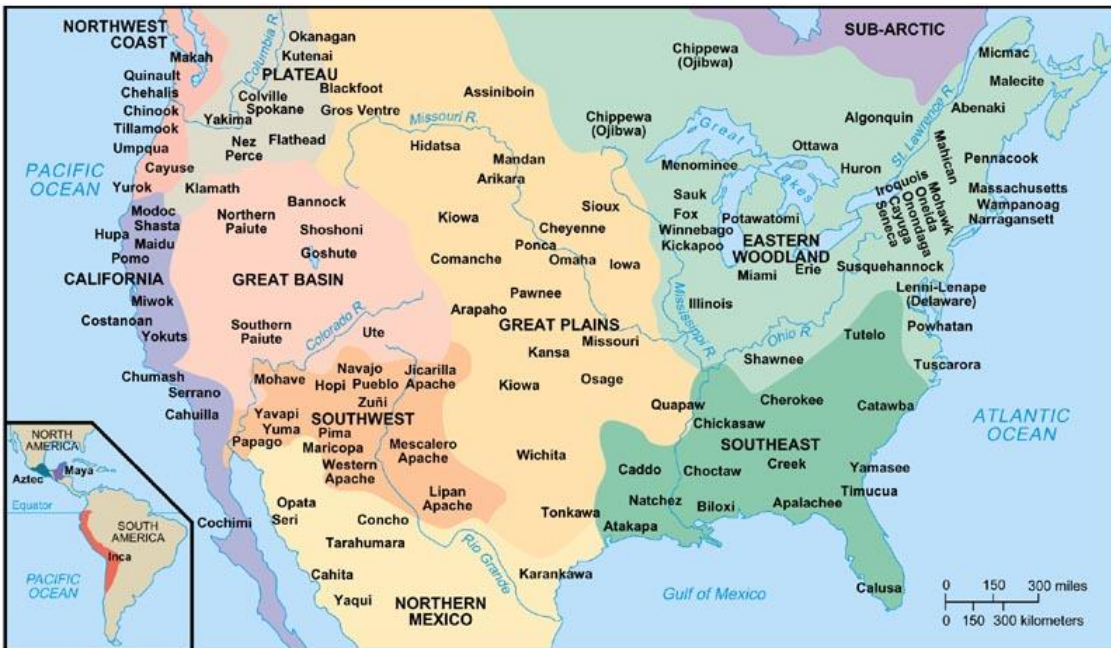 NORTHWEST
COAST
Makah
Quinault
Chehalis
Chinook
Tillamook
Umpqua
Cayuse
Yurok
Columbia R.
Okanagan
Kutenai
PLATEAU
Colville
Spokane
Yakima
Nez
Perce
Flathead
Klamath
Blackfoot
Gros Ventre
Assiniboin
Missouri R.
Hidatsa
Mandan
Arikara
Kiowa
Sioux
Cheyenne
Ponca
Omaha
Iowa
Comanche
Pawnee
Arapaho
GREAT PLAINS
Missouri
Kansa
Kiowa
Osage
Quapaw
Wichita
Tonkawa
Karankawa
SUB-ARCTIC
Chippewa
(Ojibwa)
Chippewa
(Ojibwa)
Great
Lakes
Menominee
Sauk
Fox
Winnebago
Kickapoo
Potawatomi
EASTERN
WOODLAND
Miami
Erie
Illinois
Mississippi R.
Ohio R.
Shawnee
Ottawa
Huron
Algonquin
St. Lawrence R.
Micmac
Malecite
Abenaki
Mahican
Pennacook
Massachusetts
Wampanoag
Narragansett
Iroquois
Mohawk
Oneida
Onondaga
Cayuga
Seneca
Susquehannock
Lenni-Lenape
(Delaware)
Powhatan
Tuscarora
Tutelo
PACIFIC
OCEAN
Modoc
Shasta
Hupa
Maidu
Pomo
CALIFORNIA
Miwok
Costanoan
Yokuts
Chumash
Serrano
Cahuilla
Cochimi
Bannock
Northern
Paiute
Shoshoni
Goshute
GREAT BASIN
Southern
Paiute
Ute
Colorado R.
Mohave
Navajo
Hopi
Pueblo
Zuñi
Jicarilla
Apache
SOUTHWEST
Yavapi
Yuma
Papago
Pima
Maricopa
Western
Apache
Mescalero
Apache
Lipan
Apache
Opata
Seri
Concho
Tarahumara
Cahita
Yaqui
NORTHERN
MEXICO
Rio Grande
Cherokee
Catawba
Chickasaw
SOUTHEAST
Caddo
Choctaw
Creek
Yamasee
Timucua
Natchez
Biloxi
Apalachee
Atakapa
Calusa
ATLANTIC
OCEAN
Gulf of Mexico
0 150 300 miles
0 150 300 kilometers
NORTH
AMERICA
Aztec
Maya
Equator
SOUTH
AMERICA
Inca
PACIFIC
OCEAN